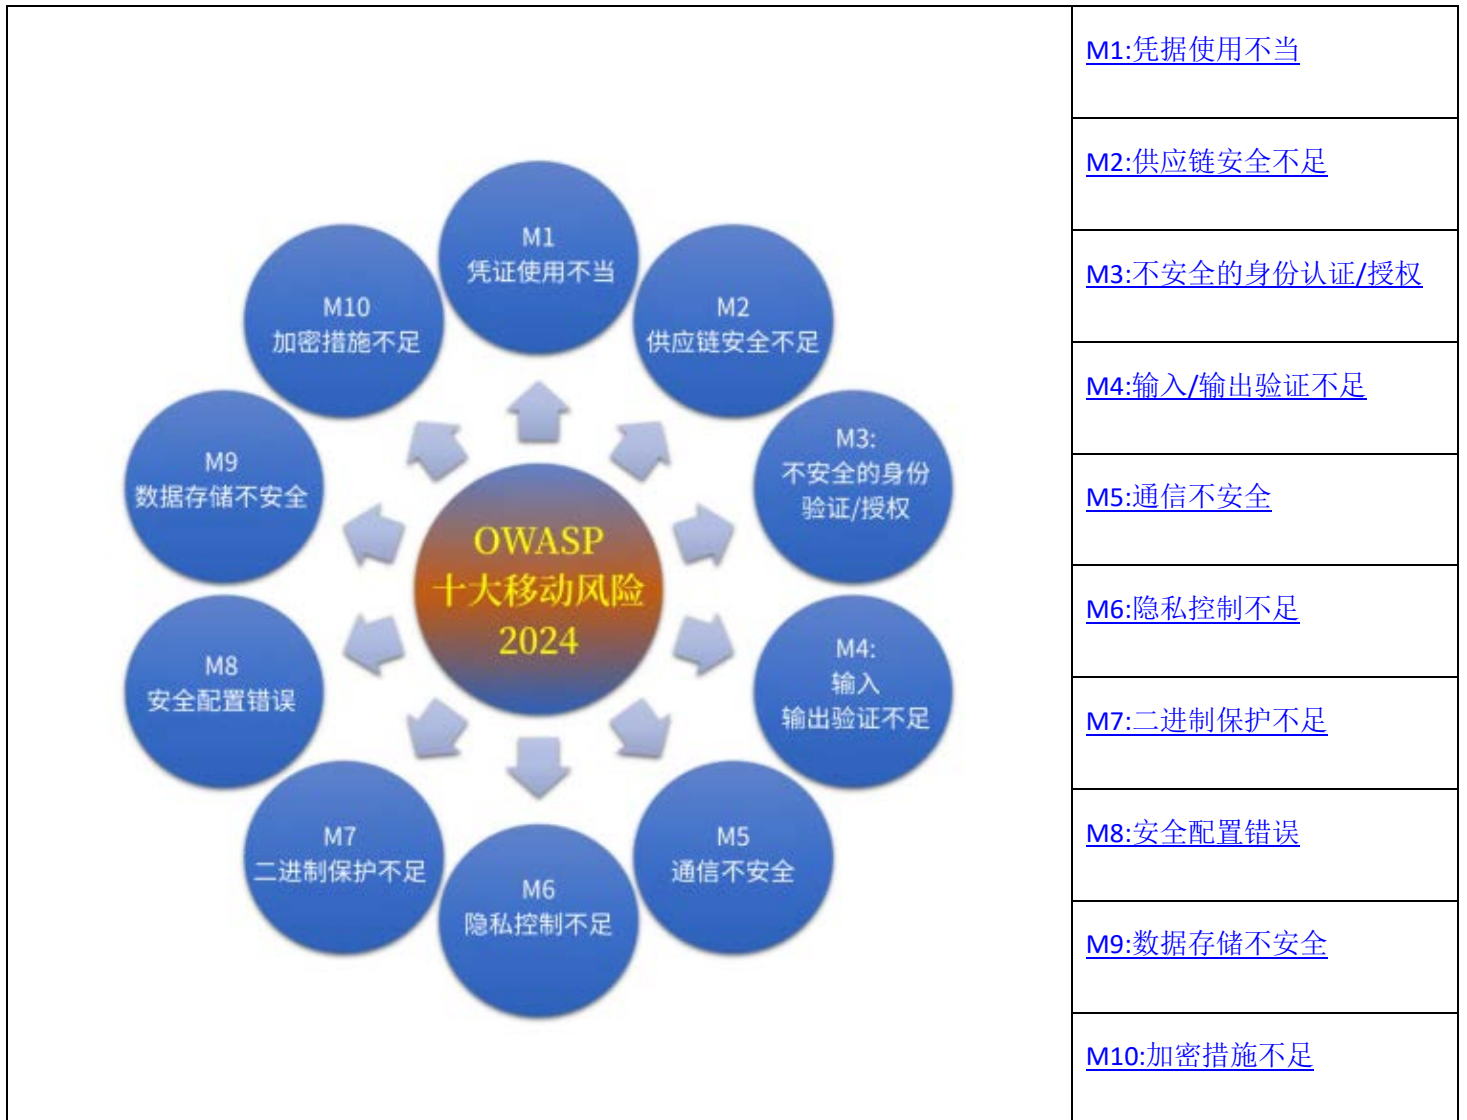 M1
凭证使用不当
M2
供应链安全不足
M3:
不安全的身份
验证/授权
M4:
输入
输出验证不足
M5
通信不安全
M6
隐私控制不足
M7
二进制保护不足
M8
安全配置错误
M9
数据存储不安全
M10
加密措施不足
OWASP
十大移动风险
2024
M1:凭据使用不当
M2:供应链安全不足
M3:不安全的身份认证/授权
M4:输入/输出验证不足
M5:通信不安全
M6:隐私控制不足
M7:二进制保护不足
M8:安全配置错误
M9:数据存储不安全
M10:加密措施不足